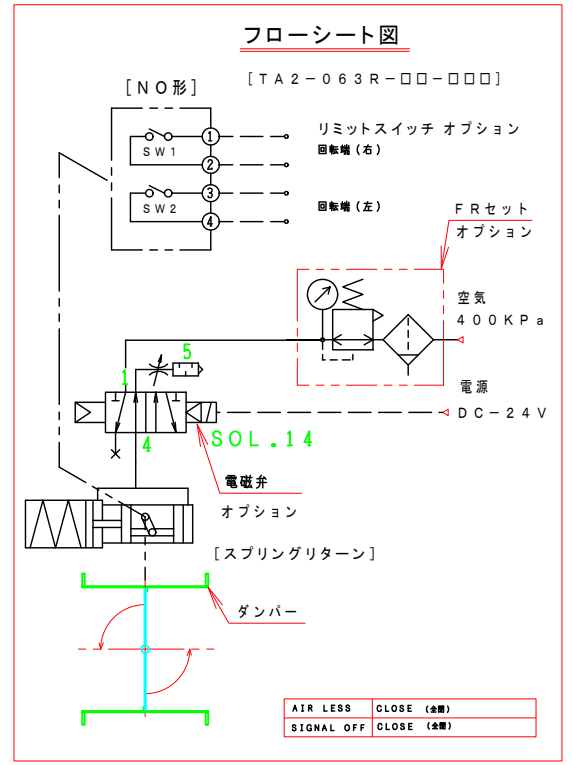 フローシート図
[TA2-063R-□□-□□□]
[NO形]
リミットスイッチ オプション
回転端(右)
回転端(左)
SW1
SW2
1
2
3
4
FRセット
オプション
空気
400KPa
電源
DC-24V
5
1
4
SOL.14
電磁弁
オプション
[スプリングリターン]
ダンパー
AIR LESS CLOSE (全閉)
SIGNAL OFF CLOSE (全閉)